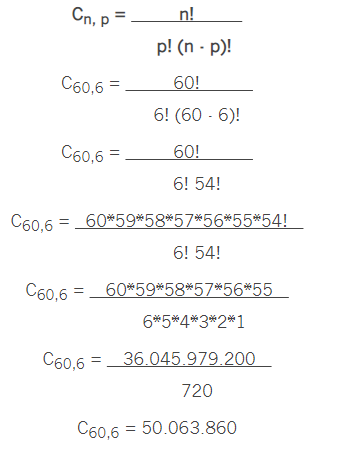 Cn, p = n!
p! (n - p)!
C60,6 = 60!
6! (60 - 6)!
C60,6 = 60!
6! 54!
C60,6 = 60*59*58*57*56*55*54!
6! 54!
C60,6 = 60*59*58*57*56*55
6*5*4*3*2*1
C60,6 = 36.045.979.200
720
C60,6 = 50.063.860